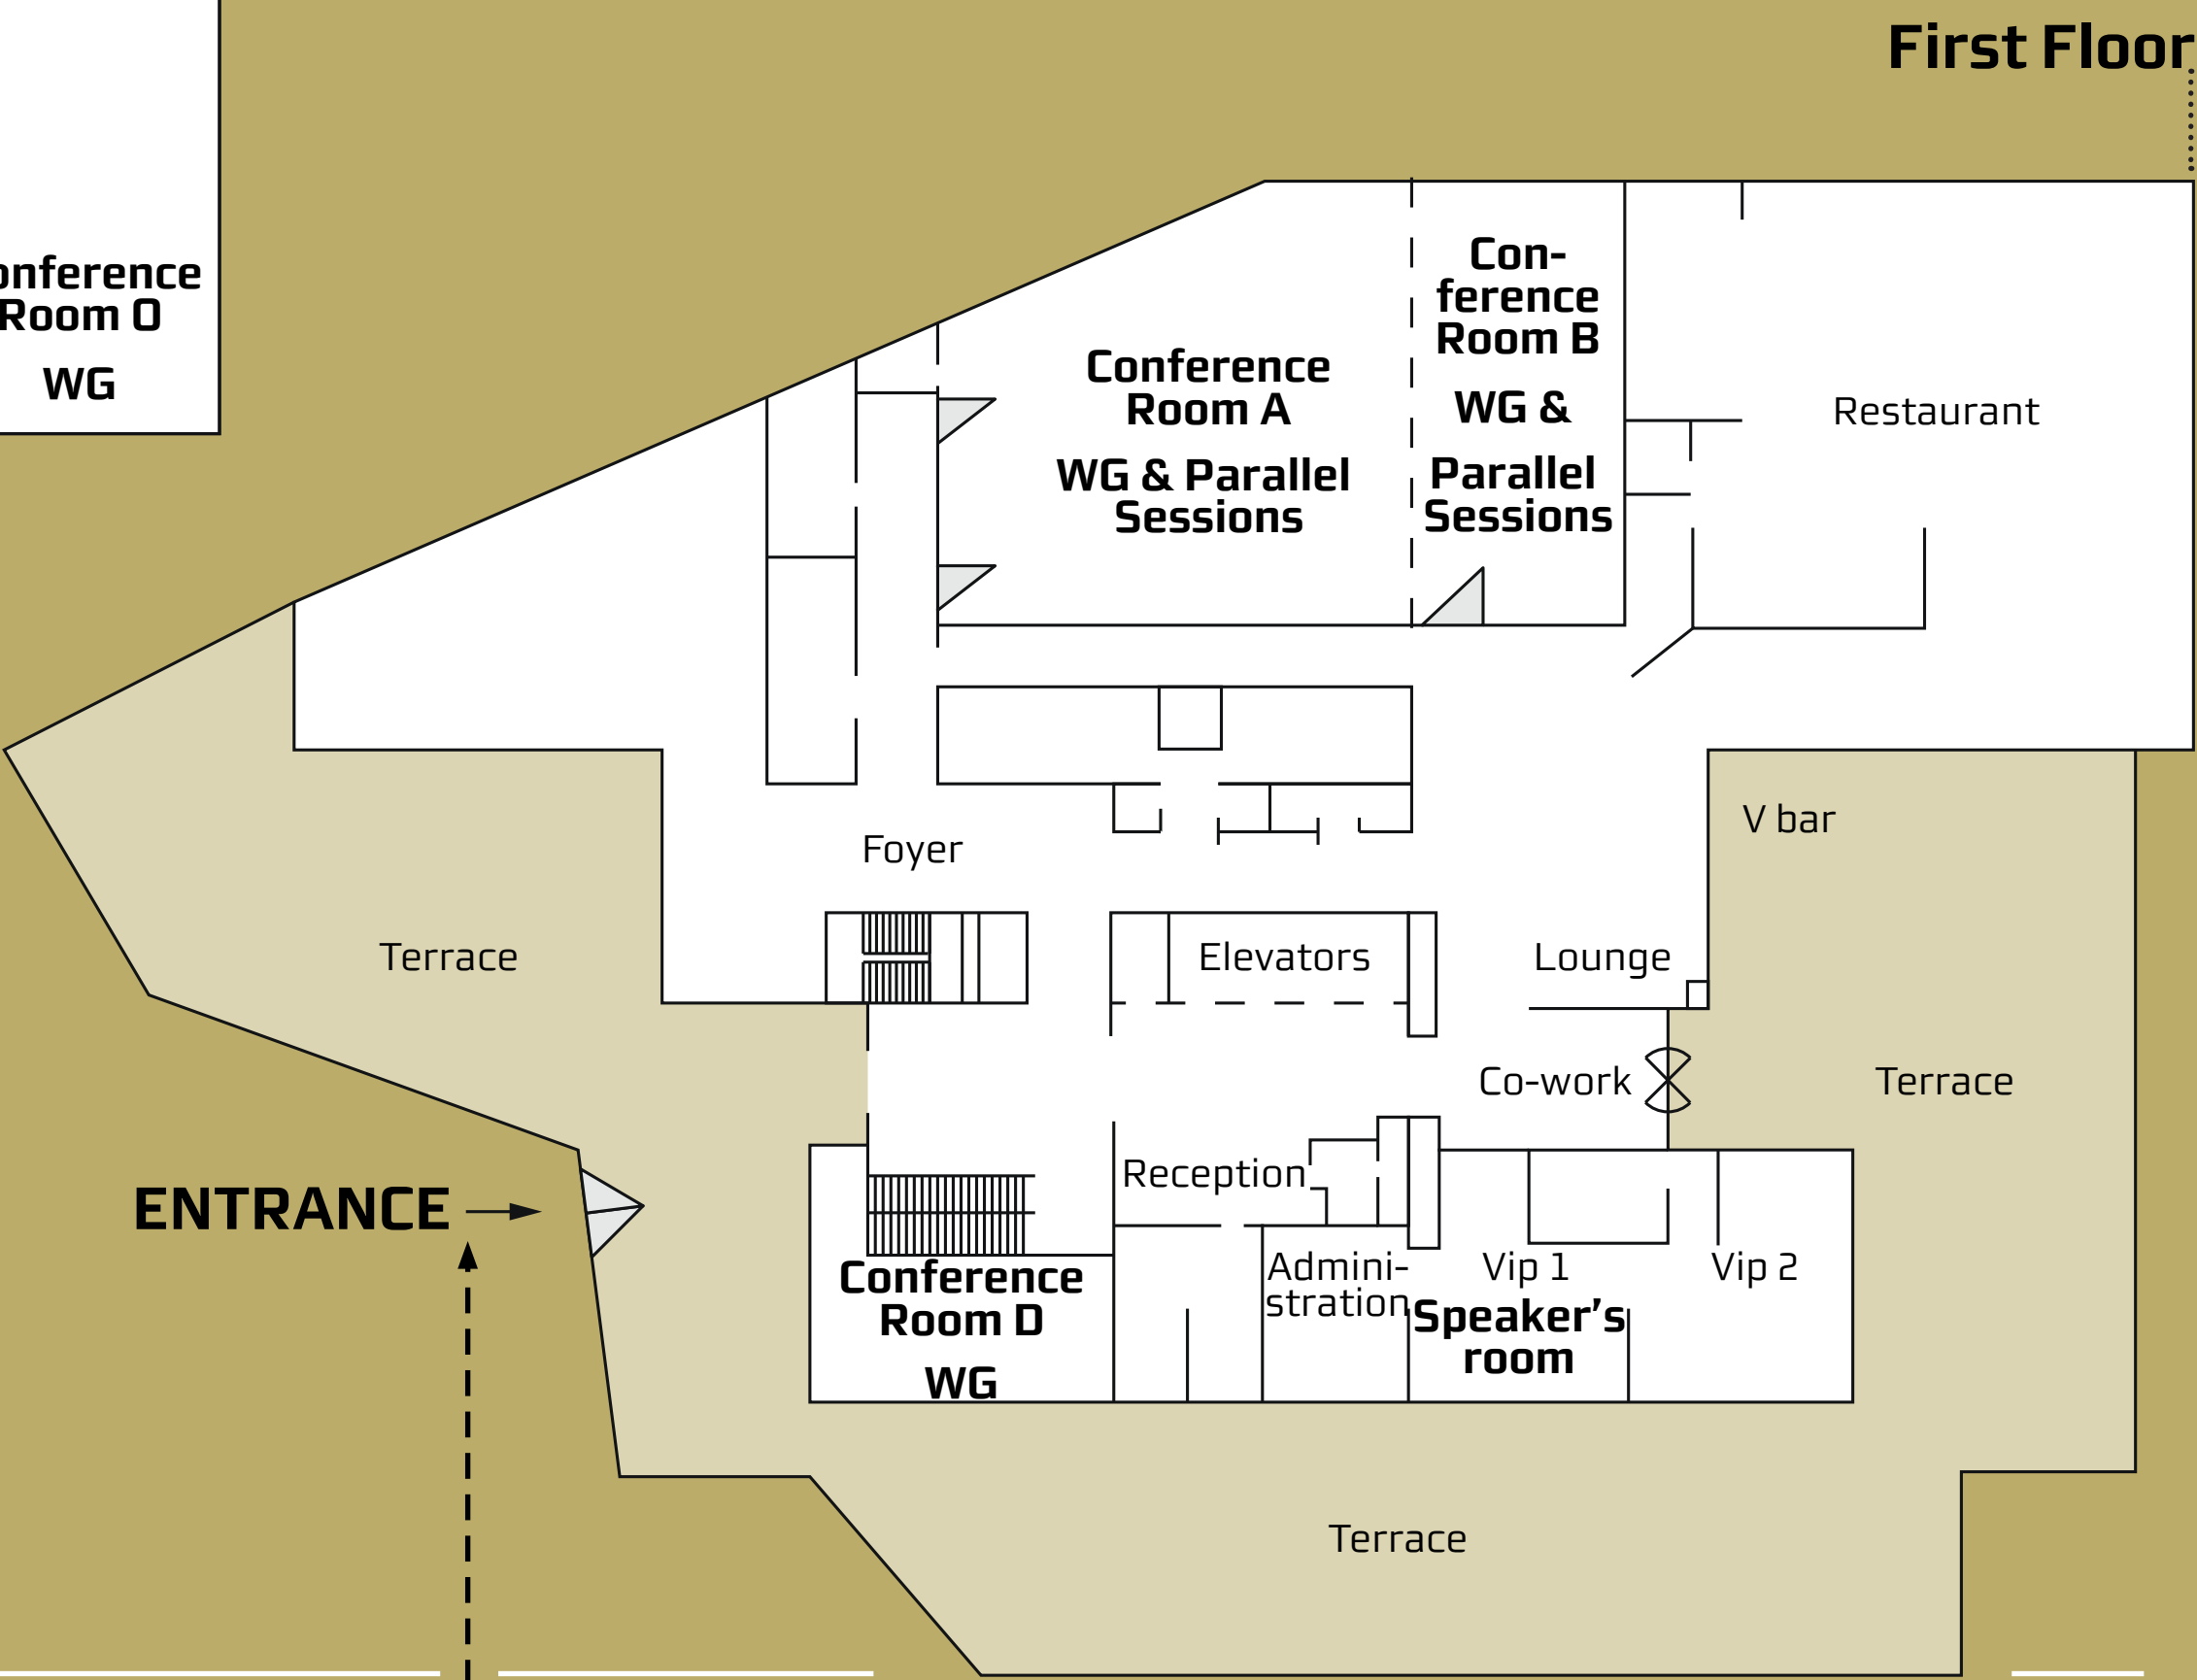 First Floor
onference
Room O
WG
Conference
Room A
WG & Parallel
Sessions
Con-
ference
Room B
WG &
Parallel
Sessions
Restaurant
V bar
Foyer
Terrace
Elevators
Lounge
Co-work
Terrace
ENTRANCE
Reception
Conference
Room D
WG
Admini-
stration
Vip 1
Speaker's
room
Vip 2
Terrace